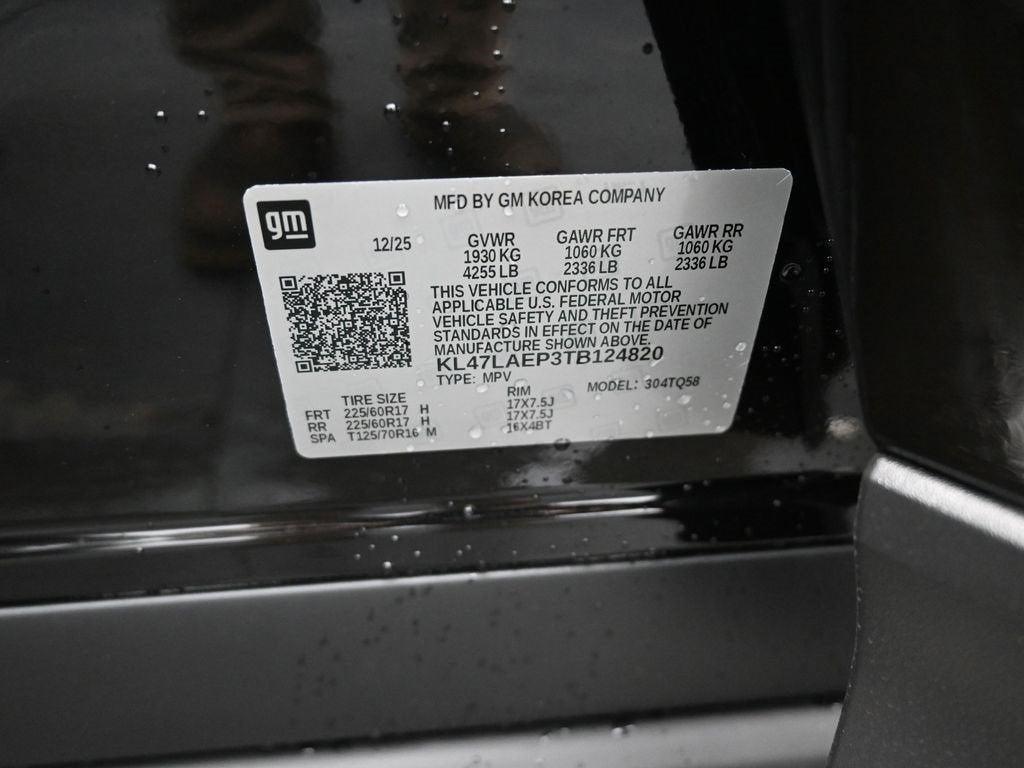 MFD BY GM KOREA COMPANY
gm
12/25
GVWR GAWR FRT GAWR RR
1930 KG 1060 KG 1060 KG
4255 LB 2336 LB 2336 LB
THIS VEHICLE CONFORMS TO ALL
APPLICABLE U.S. FEDERAL MOTOR
VEHICLE SAFETY AND THEFT PREVENTION
STANDARDS IN EFFECT ON THE DATE OF
MANUFACTURE SHOWN ABOVE.
KL47LAEP3TB124820
TYPE: MPV MODEL: 304TQ58
TIRE SIZE RIM
FRT 225/60R17 H 17X7.5J
RR 225/60R17 H 17X7.5J
SPA T125/70R16 M 16X4BT